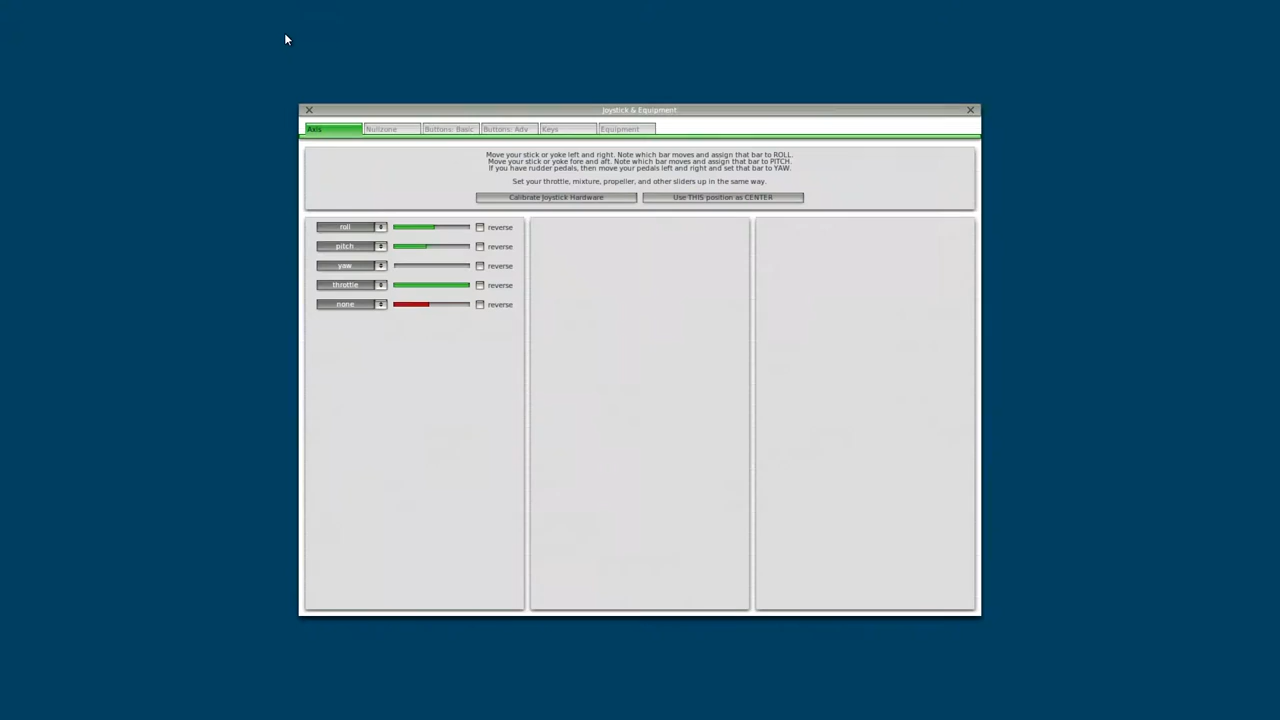 Joystick & Equipment
Axis Nullzone Buttons: Basic Buttons: Adv Keys Equipment
Move your stick or yoke left and right. Note which bar moves and assign that bar to ROLL.
Move your stick or yoke fore and aft. Note which bar moves and assign that bar to PITCH.
If you have rudder pedals, then move your pedals left and right and set that bar to YAW.
Set your throttle, mixture, propeller, and other sliders up in the same way.
Calibrate Joystick Hardware Use THIS position as CENTER
roll reverse
pitch reverse
yaw reverse
throttle reverse
none reverse